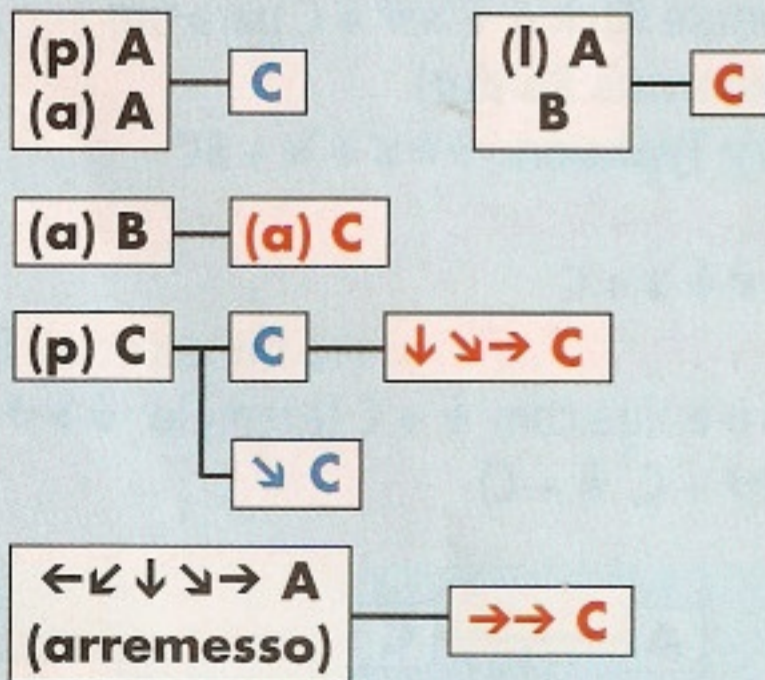 (p) A
(a) A
C
(l) A
B
C
(a) B
(a) C
(p) C
C
↓ ↘ → C
↘ C
← ↙ ↓ ↘ → A
(arremesso)
→→ C